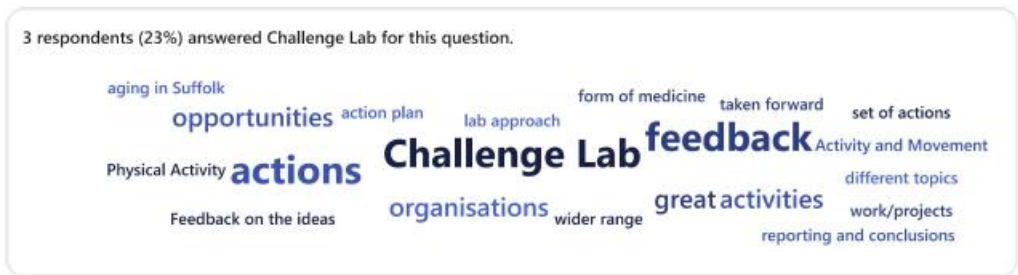 3 respondents (23%) answered Challenge Lab for this question.
aging in Suffolk
form of medicine
taken forward
opportunities
action plan
lab approach
set of actions
Challenge Lab
feedback
Activity and Movement
Physical Activity
actions
different topics
organisations
great activities
Feedback on the ideas
wider range
work/projects
reporting and conclusions